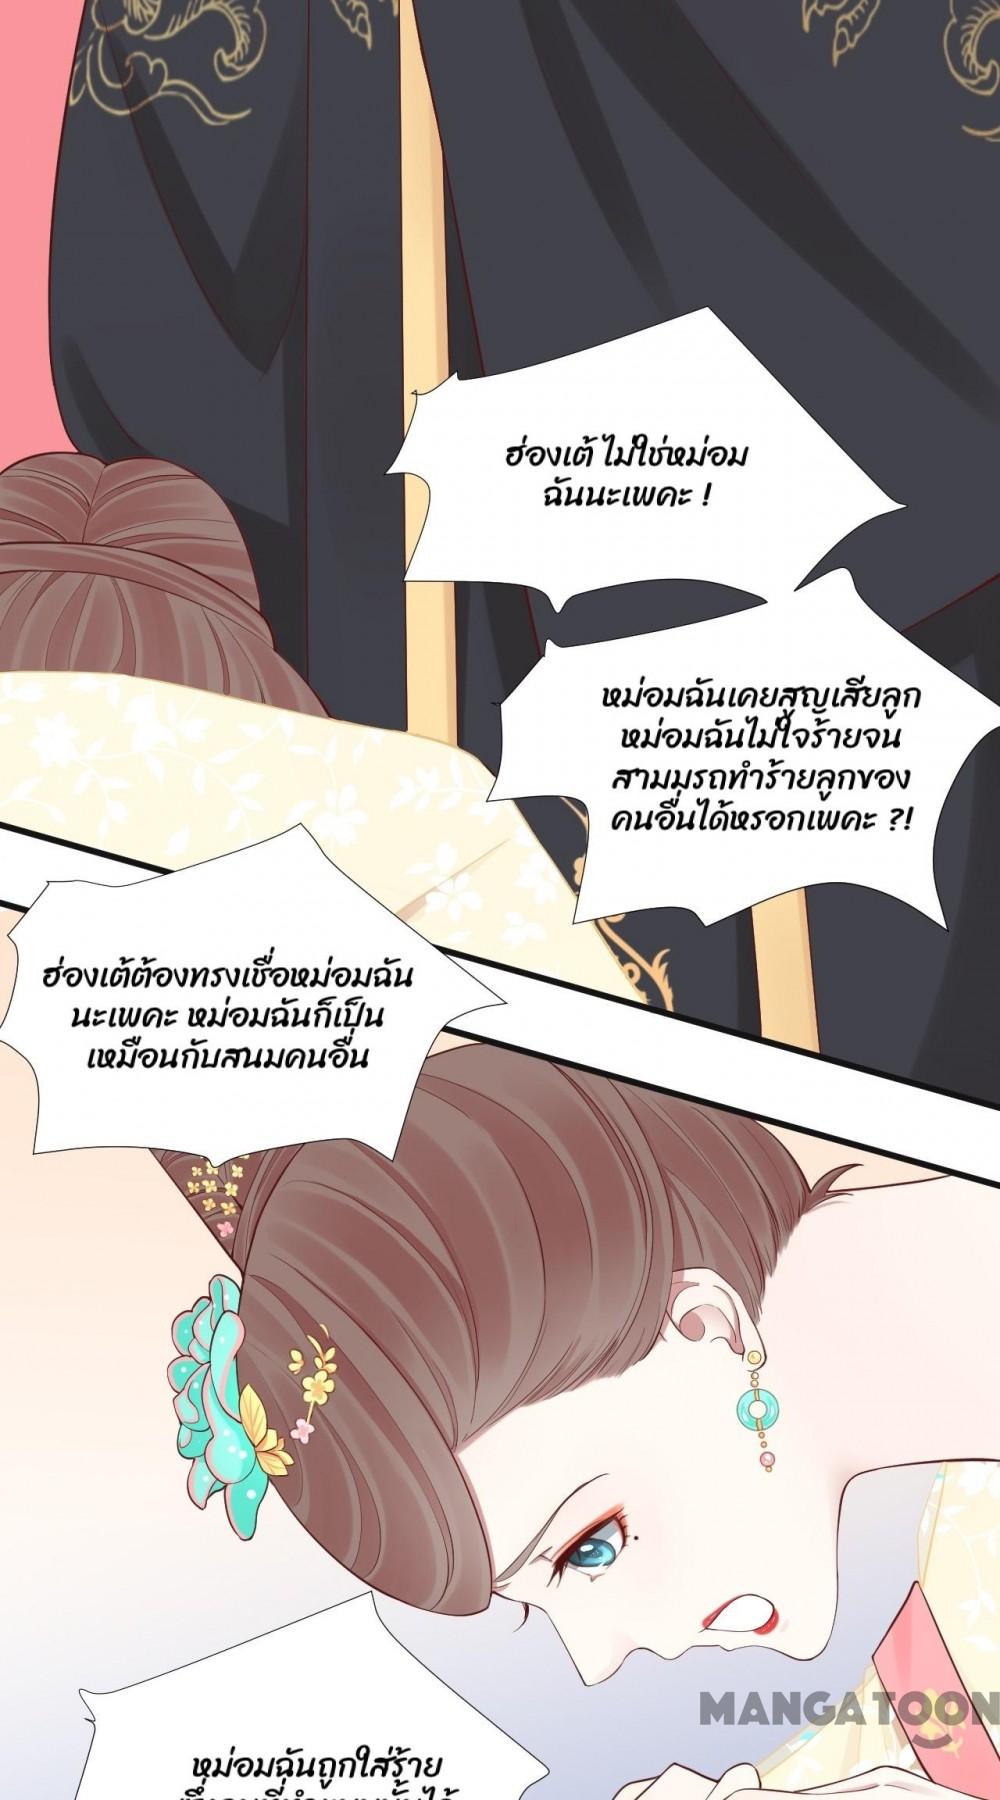 ฮ่องเต้ ไม่ใช่หม่อม
ฉันนะเพคะ !
หม่อมฉันเคยสูญเสียลูก
หม่อมฉันไม่ใจร้ายจน
สามมรถทำร้ายลูกของ
คนอื่นได้หรอกเพคะ ?!
ฮ่องเต้ต้องทรงเชื่อหม่อมฉัน
นะเพคะ หม่อมฉันก็เป็น
เหมือนกับสนมคนอื่น
MANGATOON
หม่อมฉันถูกใส่ร้าย